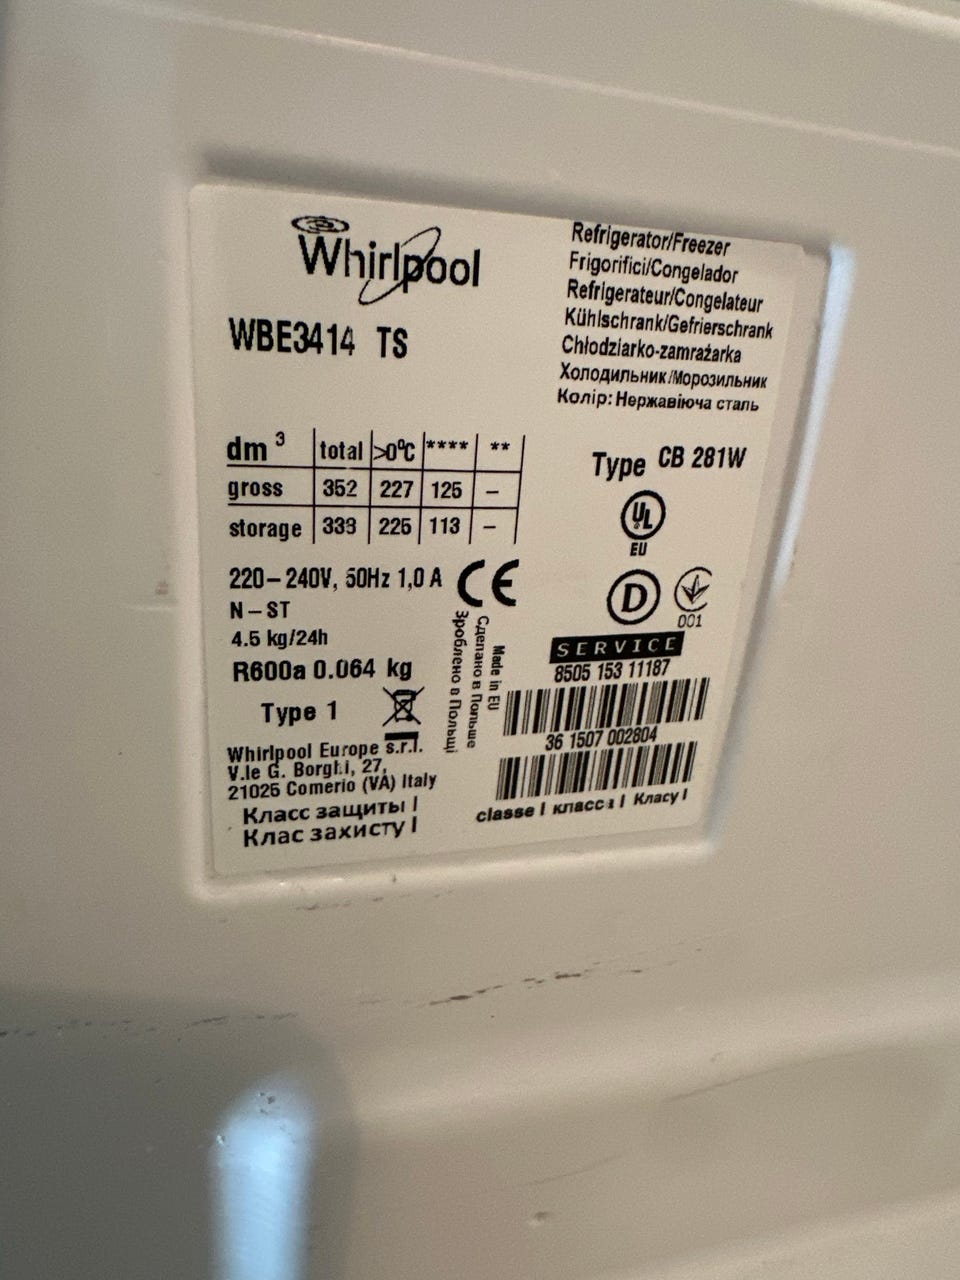 Whirlpool
WBE3414 TS
Refrigerator/Freezer
Frigorifici/Congelador
Refrigerateur/Congelateur
Kühlschrank/Gefrierschrank
Chłodziarko-zamrażarka
Холодильник/Морозильник
Колір: Нержавіюча сталь
dm³ total >0°C **** **
gross 352 227 125 –
storage 333 225 113 –
Type CB 281W
UL
EU
220–240V, 50Hz 1,0 A
CE
N–ST
4.5 kg/24h
R600a 0.064 kg
Type 1
D
001
Made in EU
Сделано в Польше
Зроблено в Польщі
SERVICE
8505 153 11187
36 1507 002804
Whirlpool Europe s.r.l.
V.le G. Borghi, 27,
21025 Comerio (VA) Italy
Класс защиты I
Клас захисту I
classe I класса I Класу I